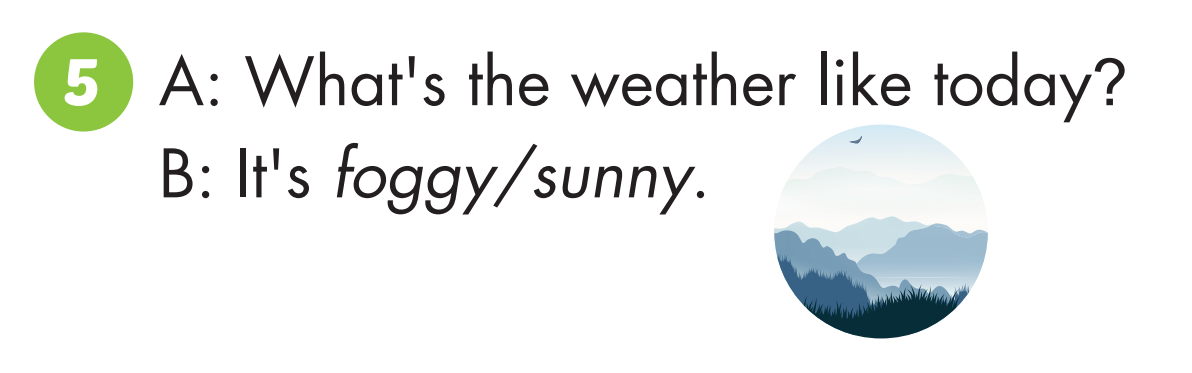 5 A: What's the weather like today?
B: It's foggy/sunny.